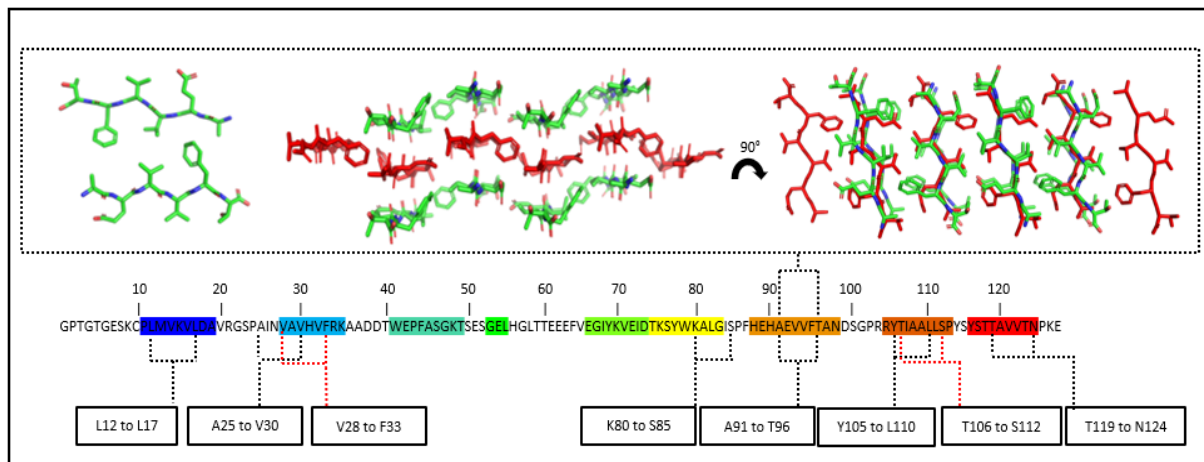 90°
10 20 30 40 50 60 70 80 90 100 110 120
GPTGTGESKCPLMVKVLDAVRGSPAINVAVHVFRKAADDTWEPFASGKTSESGELHGLTTEEEFVEGIYKVEIDTKSYWKALGISPFHEHAEVVFTANDSGPRRYTIAALLSPYSYSTTAVVTNPKE
L12 to L17
A25 to V30
V28 to F33
K80 to S85
A91 to T96
Y105 to L110
T106 to S112
T119 to N124